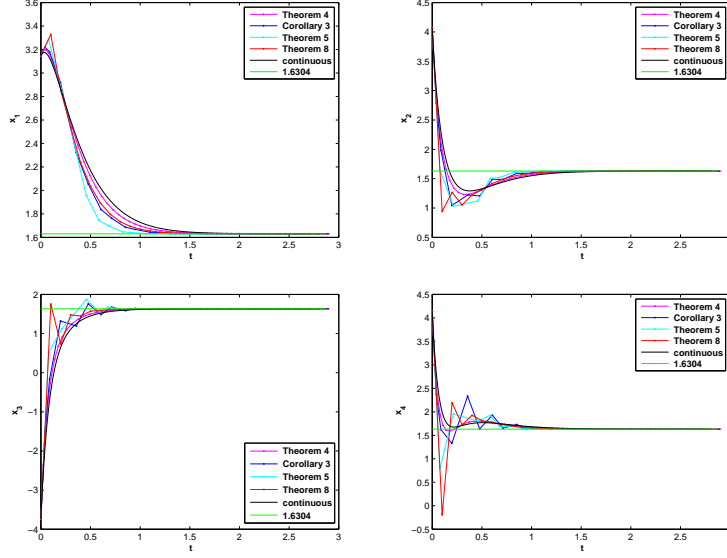 3.6
3.4
3.2
3
2.8
2.6
2.4
2.2
2
1.8
1.6
x1
0 0.5 1 1.5 2 2.5 3
t
Theorem 4
Corollary 3
Theorem 5
Theorem 8
continuous
1.6304
4.5
4
3.5
3
2.5
2
1.5
1
0.5
x2
0 0.5 1 1.5 2 2.5
t
Theorem 4
Corollary 3
Theorem 5
Theorem 8
continuous
1.6304
2
1
0
−1
−2
−3
−4
x3
0 0.5 1 1.5 2 2.5 3
t
Theorem 4
Corollary 3
Theorem 5
Theorem 8
continuous
1.6304
4.5
4
3.5
3
2.5
2
1.5
1
0.5
0
−0.5
x4
0 0.5 1 1.5 2 2.5
t
Theorem 4
Corollary 3
Theorem 5
Theorem 8
continuous
1.6304